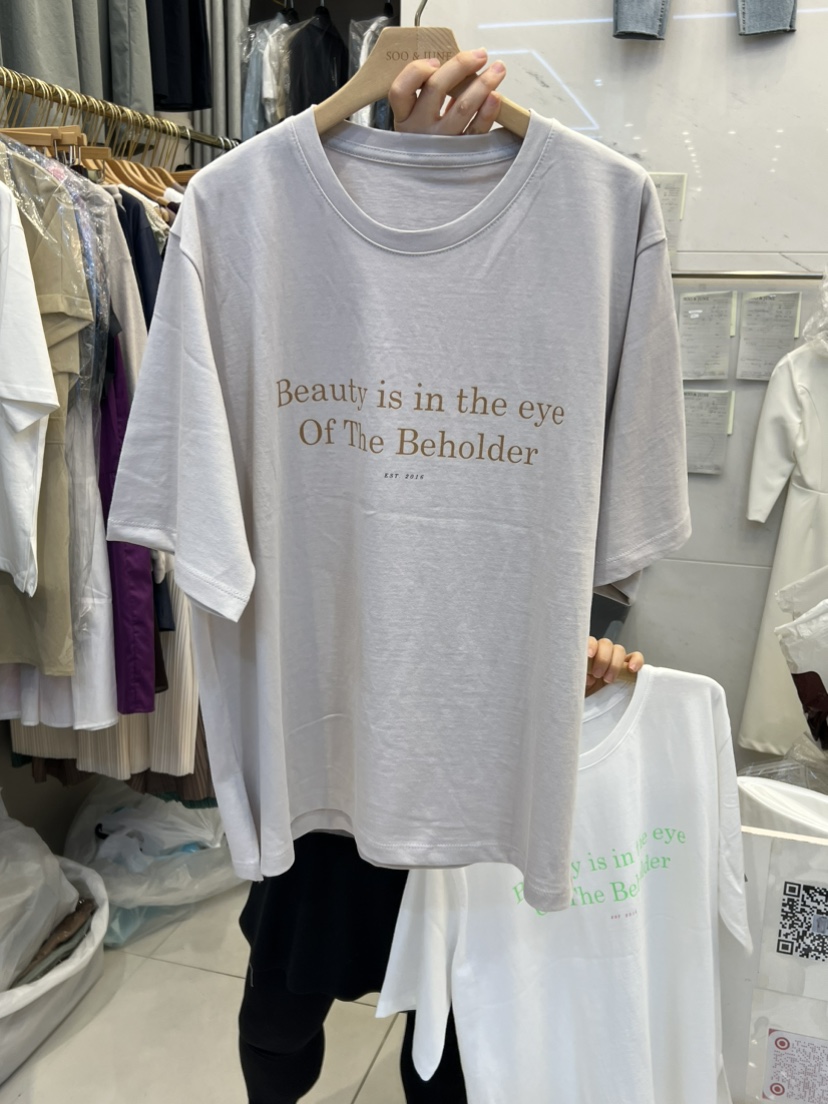 SOO & JUNE
Beauty is in the eye
Of The Beholder
EST 2016
y is in the eye
The Beholder